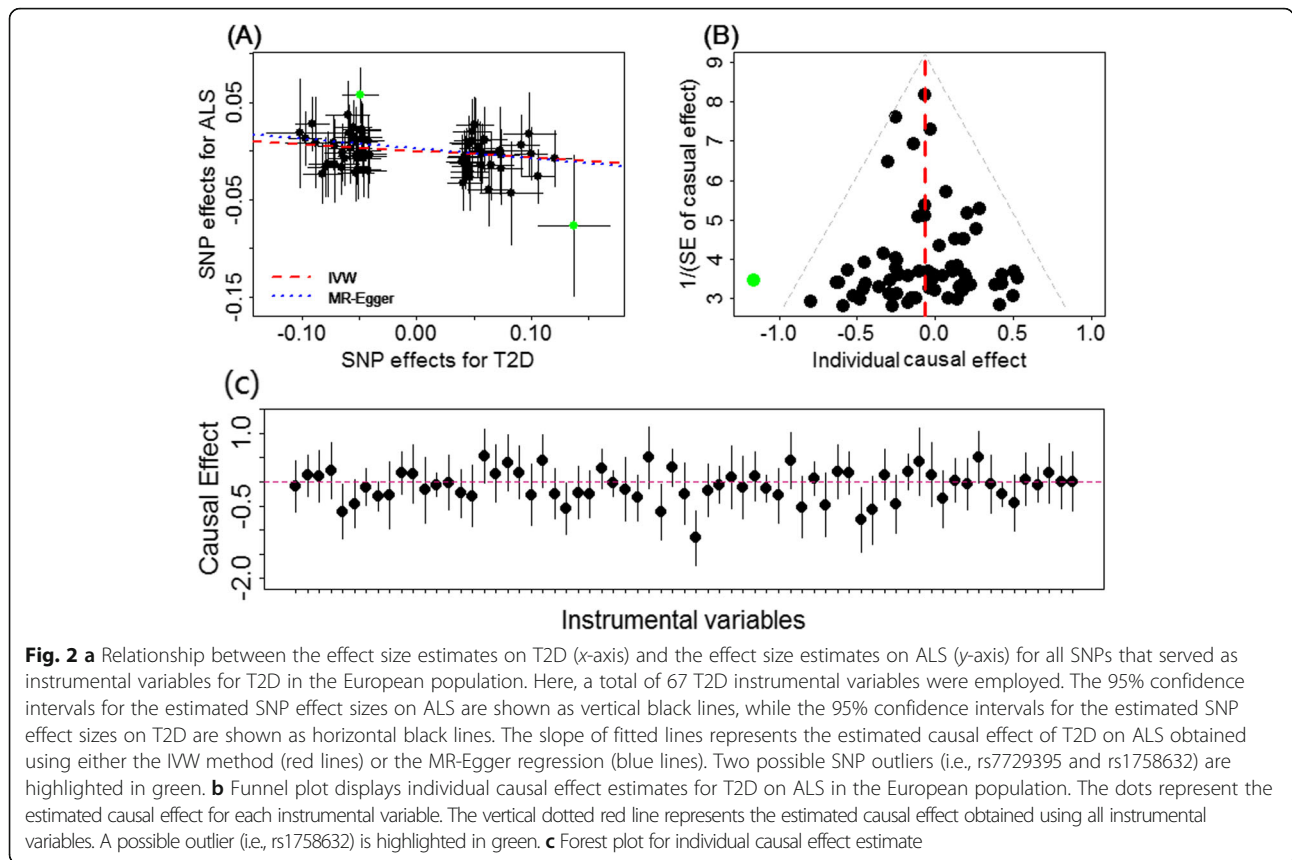 (A)
SNP effects for ALS
0.05
-0.05
-0.15
IVW
MR-Egger
-0.10
0.00
0.10
SNP effects for T2D
(B)
1/(SE of casual effect)
9
8
7
6
5
4
3
-1.0
-0.5
0.0
0.5
1.0
Individual causal effect
(c)
Causal Effect
1.0
-0.5
-2.0
Instrumental variables
Fig. 2 a Relationship between the effect size estimates on T2D (x-axis) and the effect size estimates on ALS (y-axis) for all SNPs that served as
instrumental variables for T2D in the European population. Here, a total of 67 T2D instrumental variables were employed. The 95% confidence
intervals for the estimated SNP effect sizes on ALS are shown as vertical black lines, while the 95% confidence intervals for the estimated SNP
effect sizes on T2D are shown as horizontal black lines. The slope of fitted lines represents the estimated causal effect of T2D on ALS obtained
using either the IVW method (red lines) or the MR-Egger regression (blue lines). Two possible SNP outliers (i.e., rs7729395 and rs1758632) are
highlighted in green. b Funnel plot displays individual causal effect estimates for T2D on ALS in the European population. The dots represent the
estimated causal effect for each instrumental variable. The vertical dotted red line represents the estimated causal effect obtained using all instrumental
variables. A possible outlier (i.e., rs1758632) is highlighted in green. c Forest plot for individual causal effect estimate